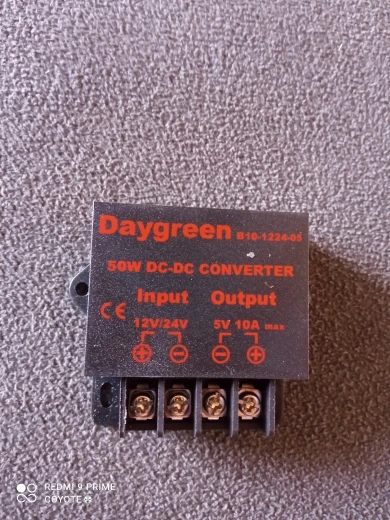 Daygreen B10-1224-05
50W DC-DC CONVERTER
Input Output
CE 12V/24V 5V 10A max
+ - - +
REDMI 9 PRIME
COYOTE